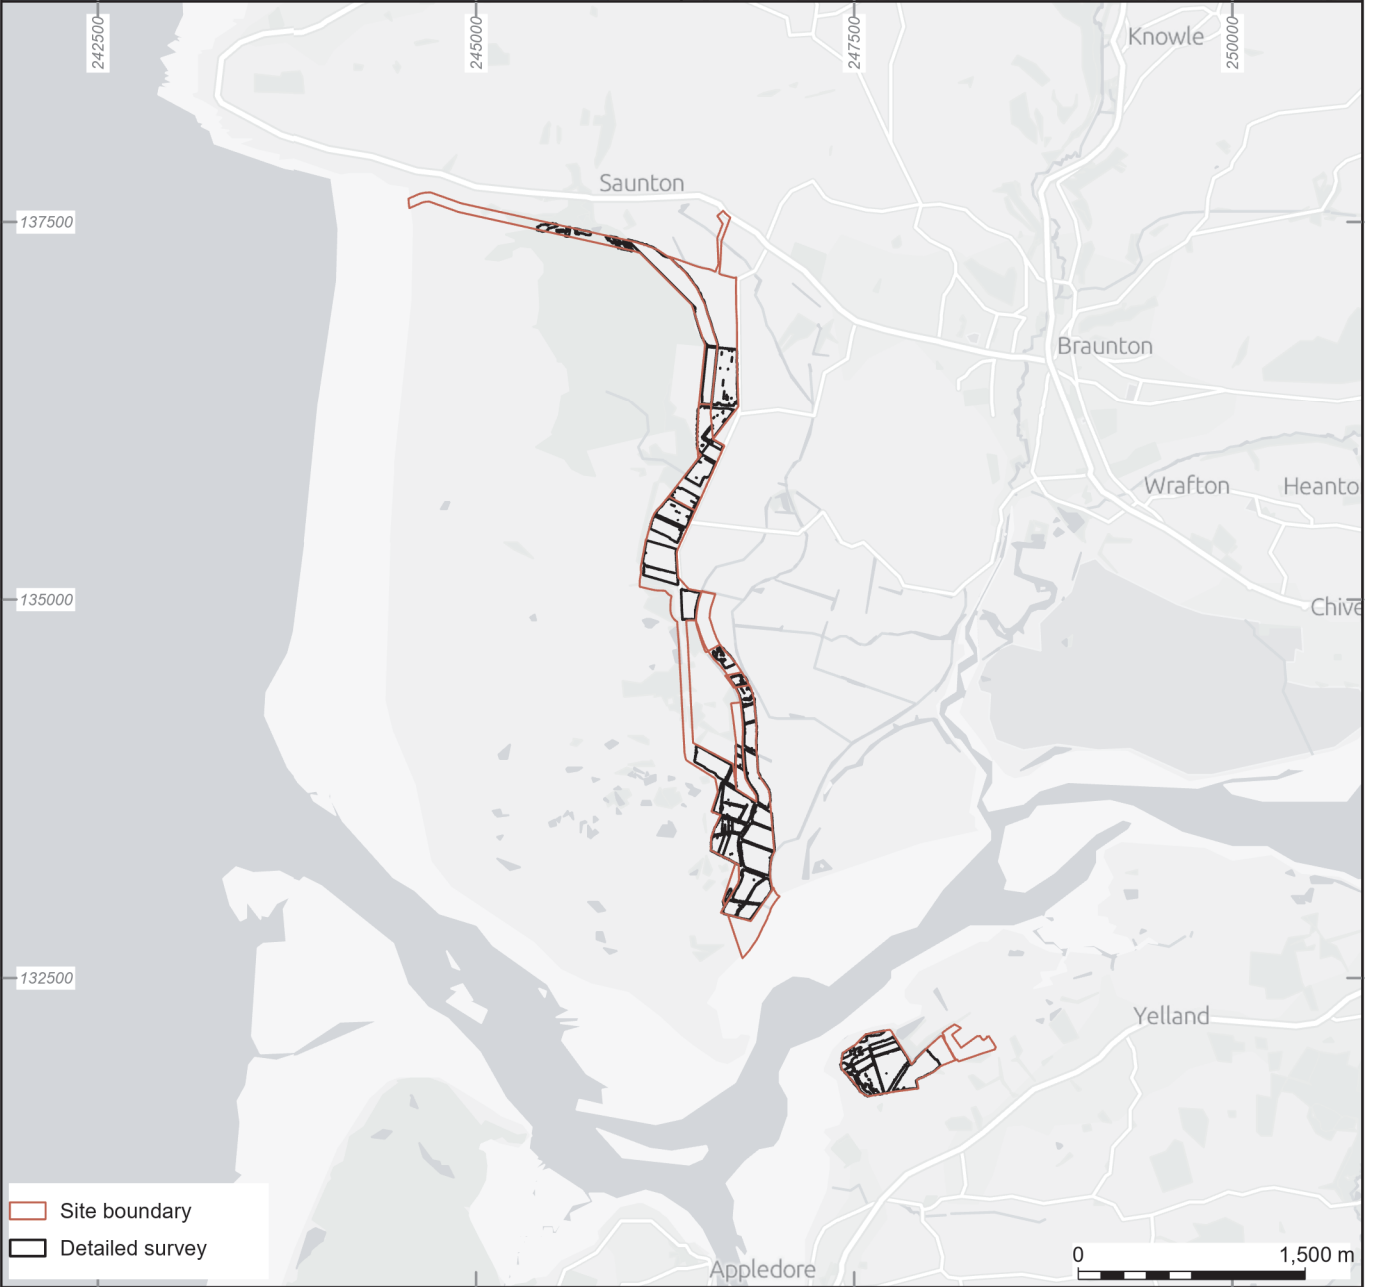 242500
245000
247500
250000
Knowle
Saunton
137500
Braunton
Wrafton
Heanto
135000
Chive
132500
Yelland
Site boundary
Detailed survey
0
1,500 m
Appledore